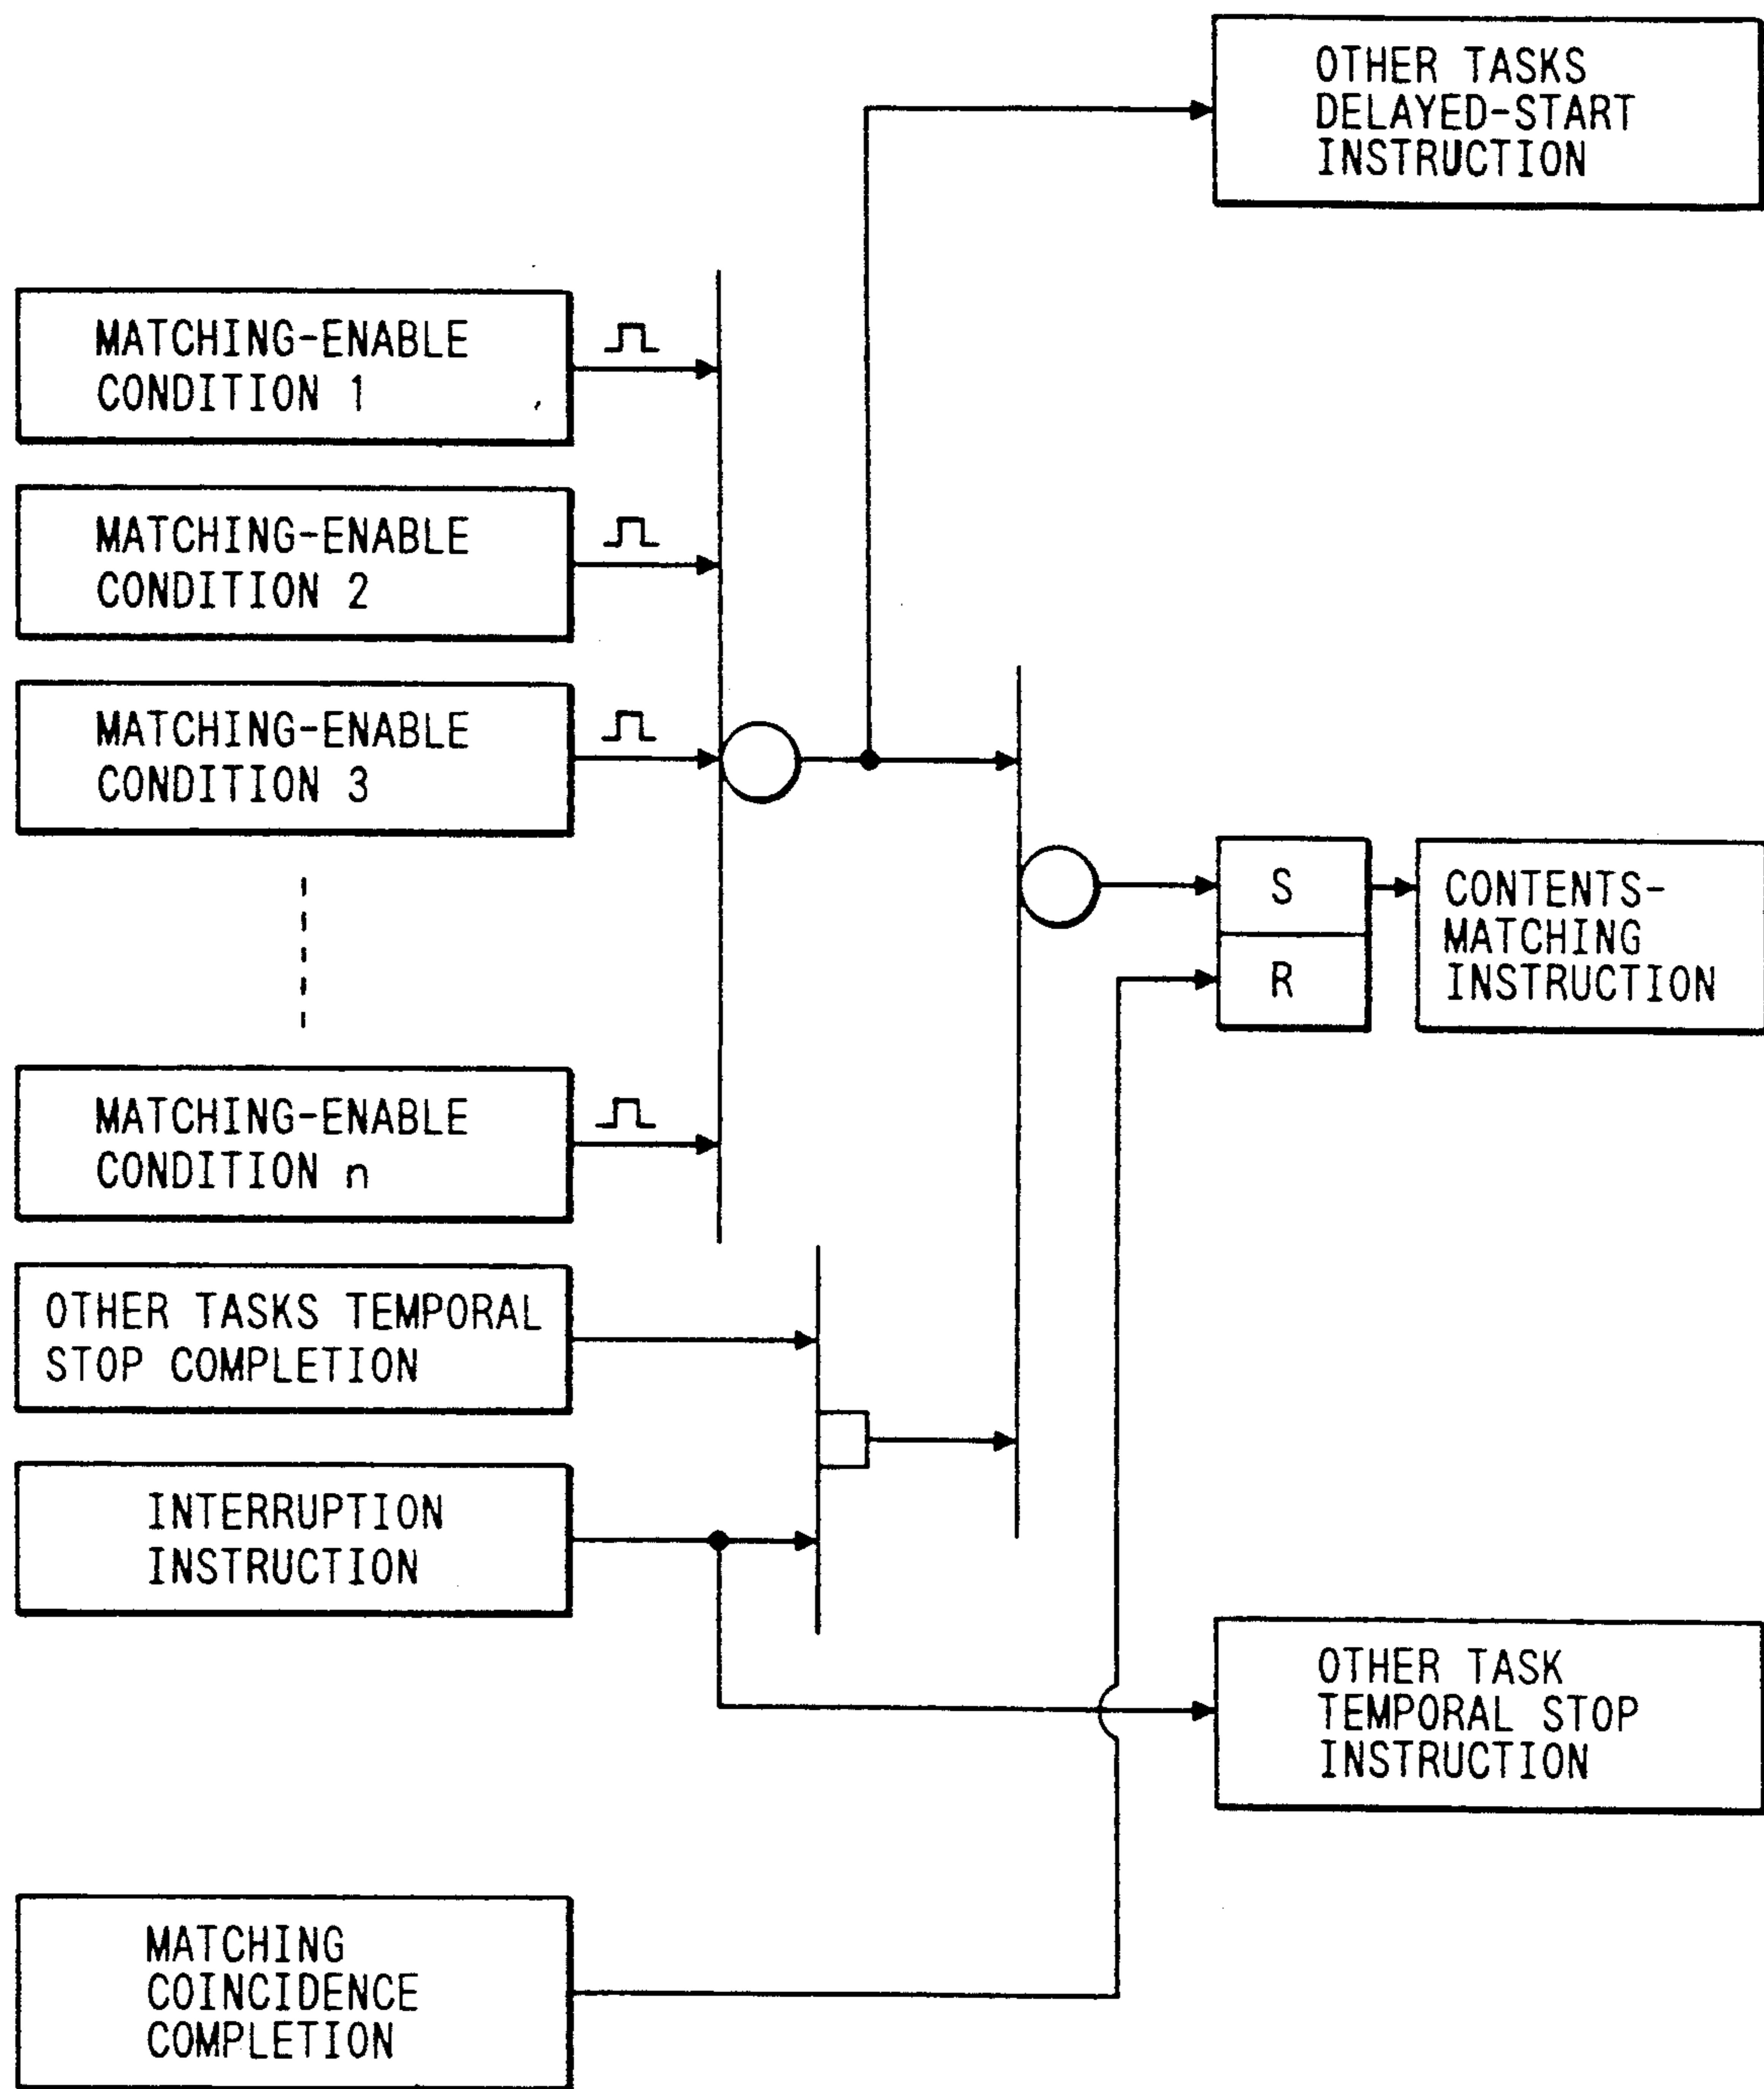 OTHER TASKS
DELAYED-START
INSTRUCTION
MATCHING-ENABLE
CONDITION 1
MATCHING-ENABLE
CONDITION 2
MATCHING-ENABLE
CONDITION 3
S
R
CONTENTS-
MATCHING
INSTRUCTION
MATCHING-ENABLE
CONDITION n
OTHER TASKS TEMPORAL
STOP COMPLETION
INTERRUPTION
INSTRUCTION
OTHER TASK
TEMPORAL STOP
INSTRUCTION
MATCHING
COINCIDENCE
COMPLETION